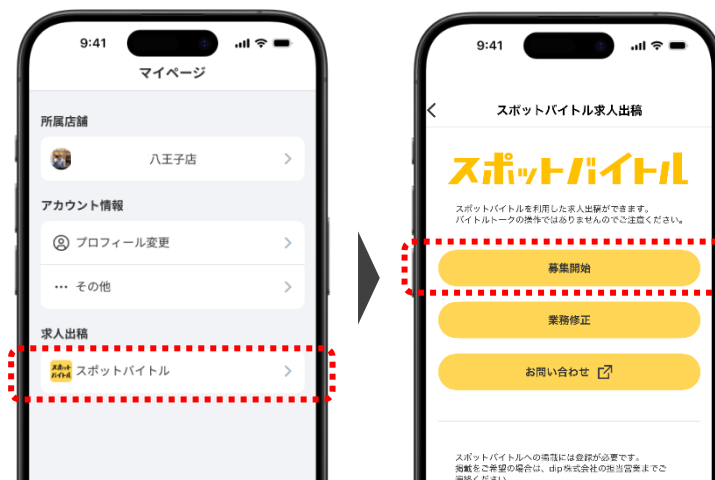 9:41
マイページ
所属店舗
八王子店
アカウント情報
プロフィール変更
その他
求人出稿
スポットバイトル
スポットバイトル
9:41
スポットバイトル求人出稿
スポットバイトル
スポットバイトルを利用した求人出稿ができます。
バイトルトークの操作ではありませんのでご注意ください。
募集開始
業務修正
お問い合わせ
スポットバイトルへの掲載には登録が必要です。
掲載をご希望の場合は、dip株式会社の担当営業までご
連絡ください。